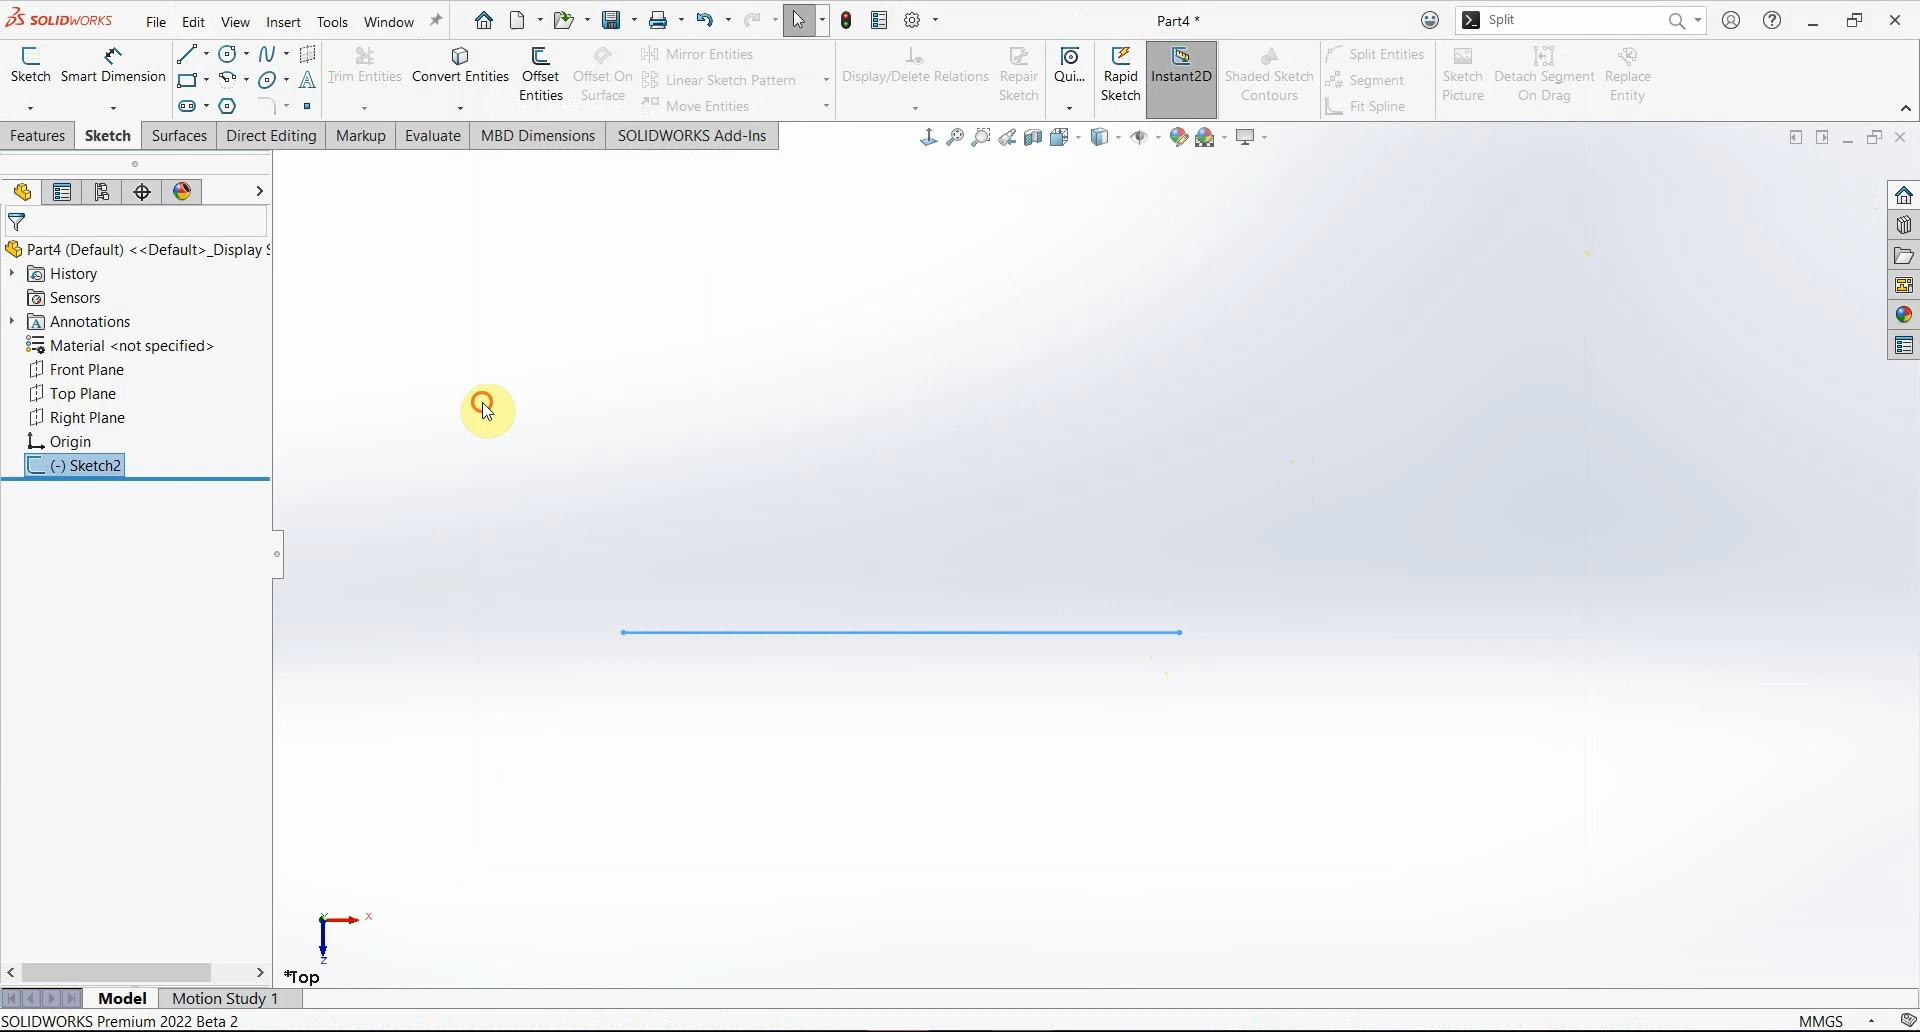 SOLIDWORKS File Edit View Insert Tools Window Part4 * Split
Sketch Smart Dimension Trim Entities Convert Entities Offset Entities Offset On Surface Mirror Entities Linear Sketch Pattern Move Entities Display/Delete Relations Repair Sketch Qui... Rapid Sketch Instant2D Shaded Sketch Contours Split Entities Segment Fit Spline Sketch Picture Detach Segment On Drag Replace Entity
Features Sketch Surfaces Direct Editing Markup Evaluate MBD Dimensions SOLIDWORKS Add-Ins
Part4 (Default) <<Default>_Display S
History
Sensors
Annotations
Material <not specified>
Front Plane
Top Plane
Right Plane
Origin
(-) Sketch2
X
Z
*Top
Model Motion Study 1
SOLIDWORKS Premium 2022 Beta 2 MMGS